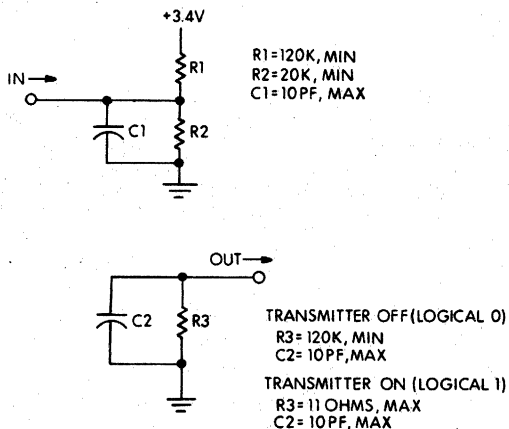 +3.4V
R1
R1=120K, MIN
R2=20K, MIN
C1=10PF, MAX
IN
C1
R2
OUT
C2
R3
TRANSMITTER OFF(LOGICAL 0)
R3=120K, MIN
C2=10PF,MAX
TRANSMITTER ON (LOGICAL 1)
R3=11 OHMS, MAX
C2=10 PF, MAX